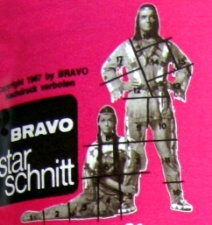 Copyright 1967 by BRAVO
Nachdruck verboten
BRAVO
star
schnitt